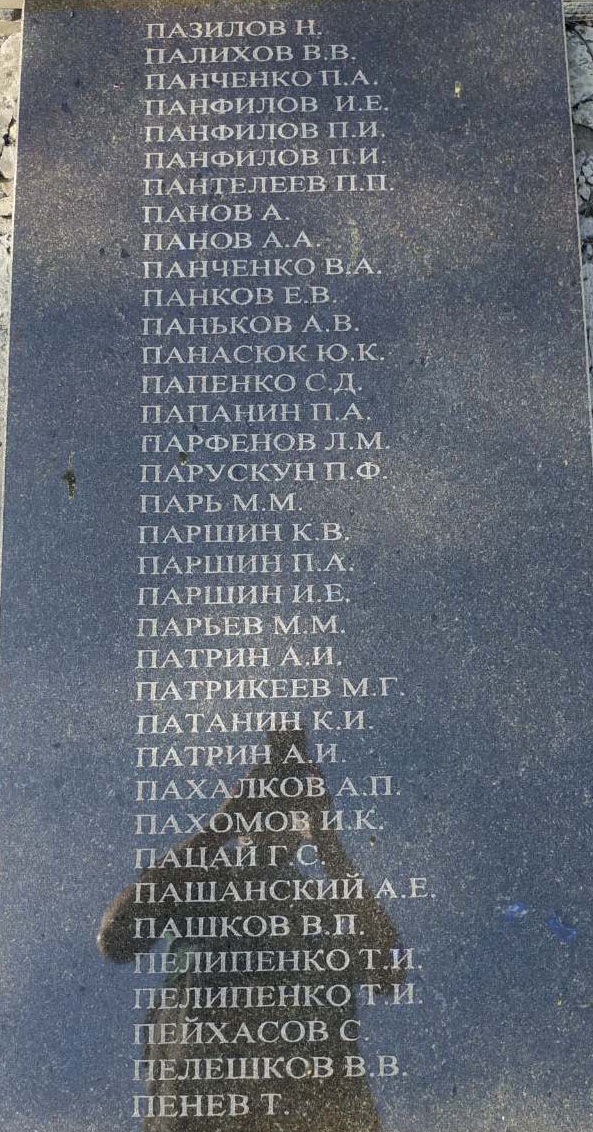 ПАЗИЛОВ Н.
ПАЛИХОВ В.В.
ПАНЧЕНКО П.А.
ПАНФИЛОВ И.Е.
ПАНФИЛОВ П.И.
ПАНФИЛОВ П.И.
ПАНТЕЛЕЕВ П.П.
ПАНОВ А.
ПАНОВ А.А.
ПАНЧЕНКО В.А.
ПАНКОВ Е.В.
ПАНЬКОВ А.В.
ПАНАСЮК Ю.К.
ПАПЕНКО С.Д.
ПАПАНИН П.А.
ПАРФЕНОВ Л.М.
ПАРУСКУН П.Ф.
ПАРЬ М.М.
ПАРШИН К.В.
ПАРШИН П.А.
ПАРШИН И.Е.
ПАРЬЕВ М.М.
ПАТРИН А.И.
ПАТРИКЕЕВ М.Г.
ПАТАНИН К.И.
ПАТРИН А.И.
ПАХАЛКОВ А.П.
ПАХОМОВ И.К.
ПАЦАЙ Г.С.
ПАШАНСКИЙ А.Е.
ПАШКОВ В.П.
ПЕЛИПЕНКО Т.И.
ПЕЛИПЕНКО Т.И.
ПЕЙХАСОВ С.
ПЕЛЕШКОВ В.В.
ПЕНЕВ Т.